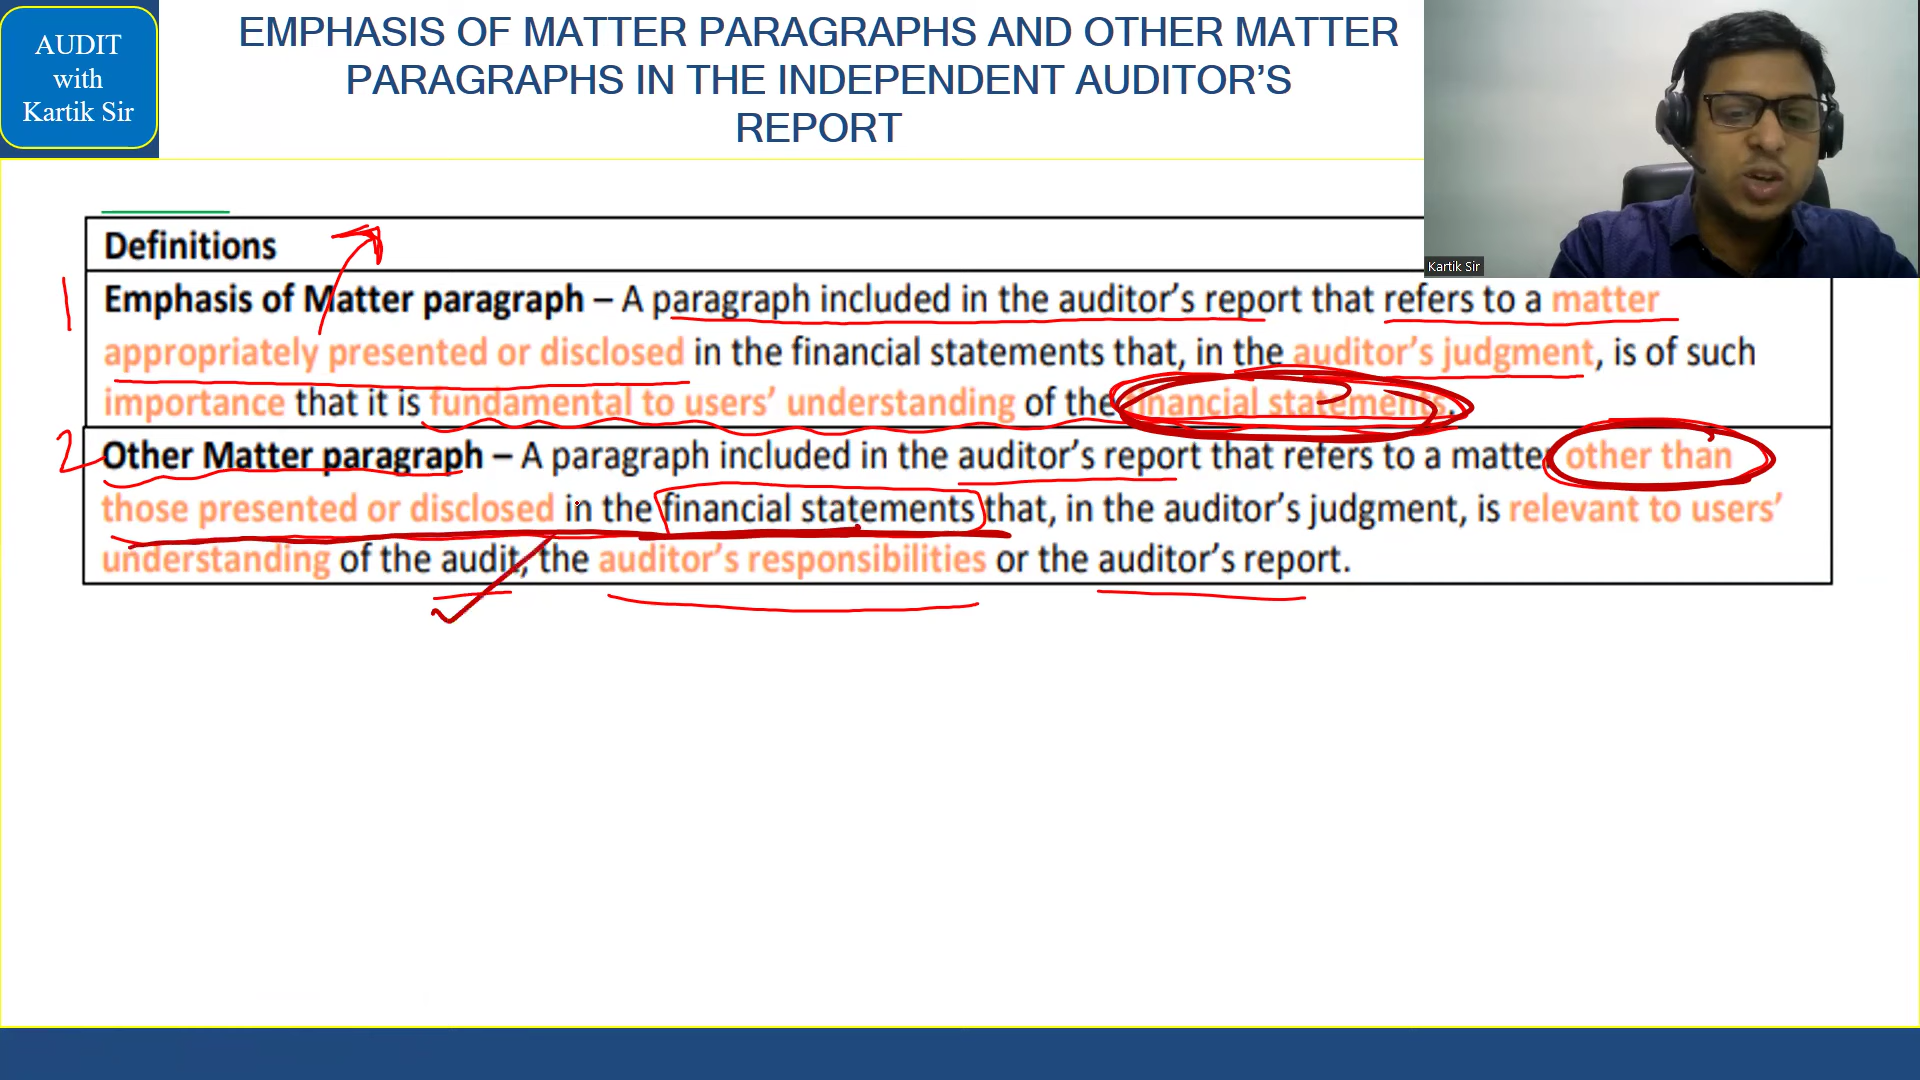 AUDIT
with
Kartik Sir
EMPHASIS OF MATTER PARAGRAPHS AND OTHER MATTER
PARAGRAPHS IN THE INDEPENDENT AUDITOR’S
REPORT
Kartik Sir
Definitions
1
Emphasis of Matter paragraph – A paragraph included in the auditor’s report that refers to a matter
appropriately presented or disclosed in the financial statements that, in the auditor’s judgment, is of such
importance that it is fundamental to users’ understanding of the financial statements.
2
Other Matter paragraph – A paragraph included in the auditor’s report that refers to a matter other than
those presented or disclosed in the financial statements that, in the auditor’s judgment, is relevant to users’
understanding of the audit, the auditor’s responsibilities or the auditor’s report.